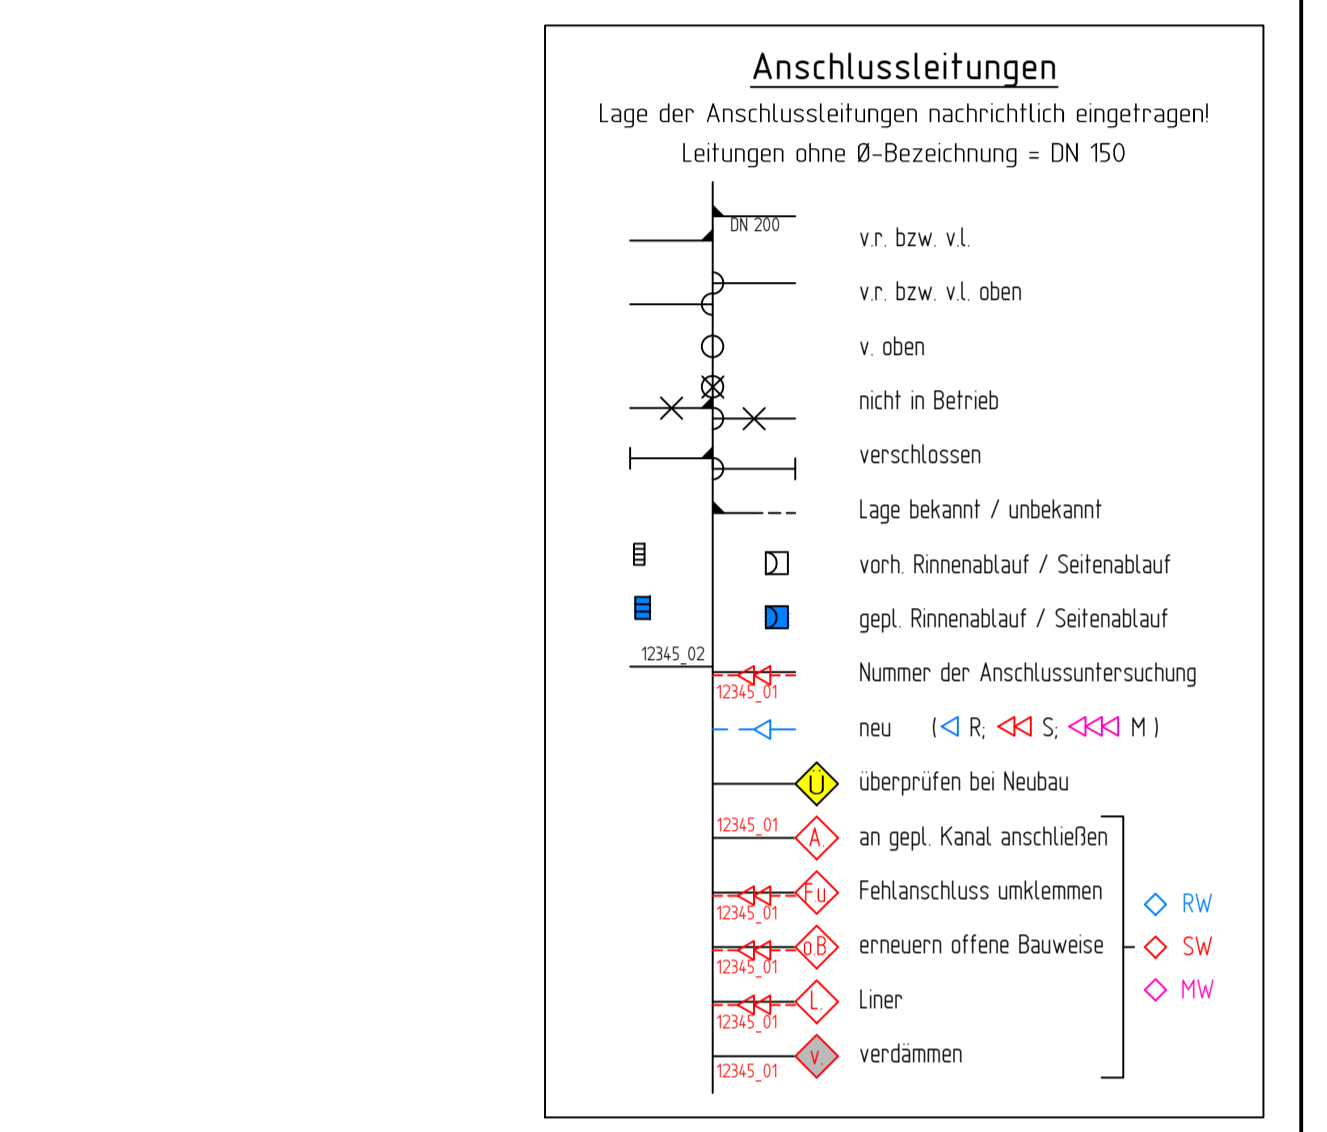 Anschlussleitungen
Lage der Anschlussleitungen nachrichtlich eingetragen!
Leitungen ohne Ø-Bezeichnung = DN 150
DN 200
v.r. bzw. v.l.
v.r. bzw. v.l. oben
v. oben
nicht in Betrieb
verschlossen
Lage bekannt / unbekannt
vorh. Rinnenablauf / Seitenablauf
gepl. Rinnenablauf / Seitenablauf
12345_02
12345_01 Nummer der Anschlussuntersuchung
neu ( R; S; M )
Ü überprüfen bei Neubau
12345_01 A. an gepl. Kanal anschließen
12345_01 F.u. Fehlanschluss umklemmen
12345_01 o.B. erneuern offene Bauweise
12345_01 L. Liner
12345_01 v. verdämmen
RW
SW
MW